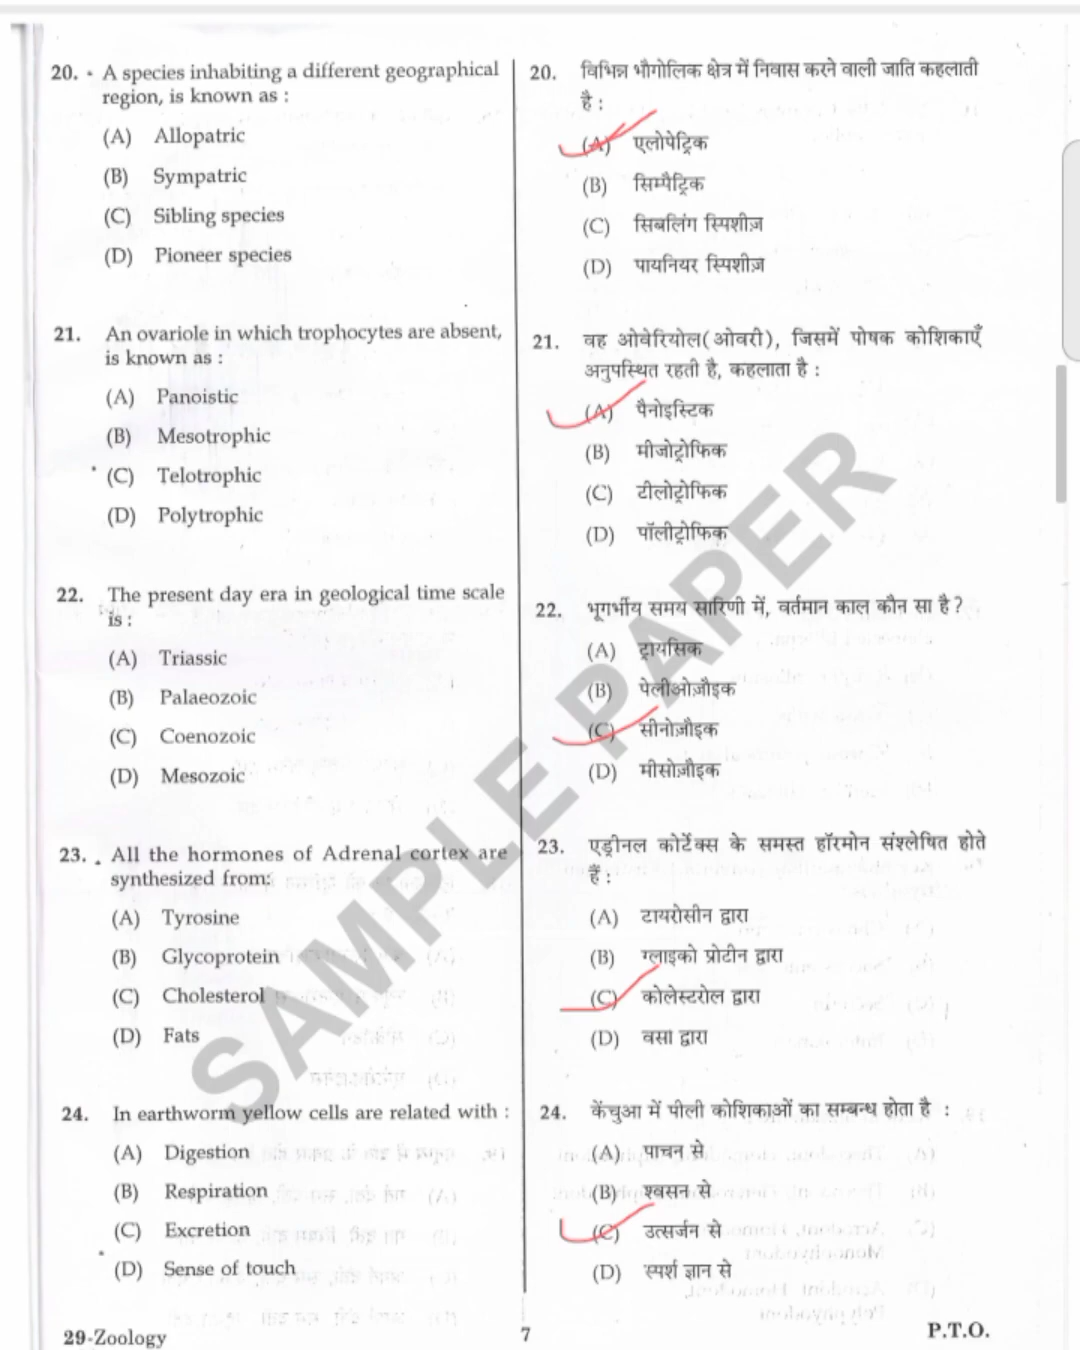 20. A species inhabiting a different geographical
region, is known as :
(A) Allopatric
(B) Sympatric
(C) Sibling species
(D) Pioneer species
21. An ovariole in which trophocytes are absent,
is known as :
(A) Panoistic
(B) Mesotrophic
(C) Telotrophic
(D) Polytrophic
22. The present day era in geological time scale
is :
(A) Triassic
(B) Palaeozoic
(C) Coenozoic
(D) Mesozoic
23. All the hormones of Adrenal cortex are
synthesized from:
(A) Tyrosine
(B) Glycoprotein
(C) Cholesterol
(D) Fats
24. In earthworm yellow cells are related with :
(A) Digestion
(B) Respiration
(C) Excretion
(D) Sense of touch
20. विभिन्न भौगोलिक क्षेत्र में निवास करने वाली जाति कहलाती
है :
(A) एलोपेट्रिक
(B) सिम्पैट्रिक
(C) सिबलिंग स्पिशीज़
(D) पायनियर स्पिशीज़
21. वह ओवेरियोल(ओवरी), जिसमें पोषक कोशिकाएँ
अनुपस्थित रहती है, कहलाता है :
(A) पैनोइस्टिक
(B) मीजोट्रोफिक
(C) टीलोट्रोफिक
(D) पॉलीट्रोफिक
22. भूगर्भीय समय सारिणी में, वर्तमान काल कौन सा है ?
(A) ट्रायसिक
(B) पेलीओज़ौइक
(C) सीनोज़ौइक
(D) मीसोज़ौइक
23. एड्रीनल कोर्टेक्स के समस्त हॉरमोन संश्लेषित होते
हैं :
(A) टायरोसीन द्वारा
(B) ग्लाइको प्रोटीन द्वारा
(C) कोलेस्टरोल द्वारा
(D) वसा द्वारा
24. केंचुआ में पीली कोशिकाओं का सम्बन्ध होता है :
(A) पाचन से
(B) श्वसन से
(C) उत्सर्जन से
(D) स्पर्श ज्ञान से
SAMPLE PAPER
29-Zoology
7
P.T.O.